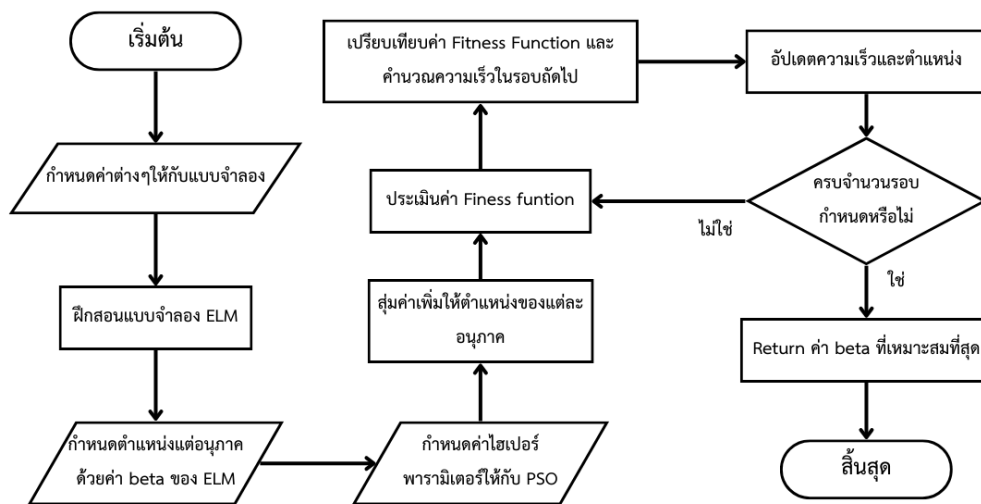 เริ่มต้น
กำหนดค่าต่างๆให้กับแบบจำลอง
ฝึกสอนแบบจำลอง ELM
กำหนดตำแหน่งแต่อนุภาค
ด้วยค่า beta ของ ELM
กำหนดค่าไฮเปอร์
พารามิเตอร์ให้กับ PSO
สุ่มค่าเพิ่มให้ตำแหน่งของแต่ละ
อนุภาค
ประเมินค่า Finess funtion
เปรียบเทียบค่า Fitness Function และ
คำนวณความเร็วในรอบถัดไป
อัปเดตความเร็วและตำแหน่ง
ครบจำนวนรอบ
กำหนดหรือไม่
ไม่ใช่
ใช่
Return ค่า beta ที่เหมาะสมที่สุด
สิ้นสุด